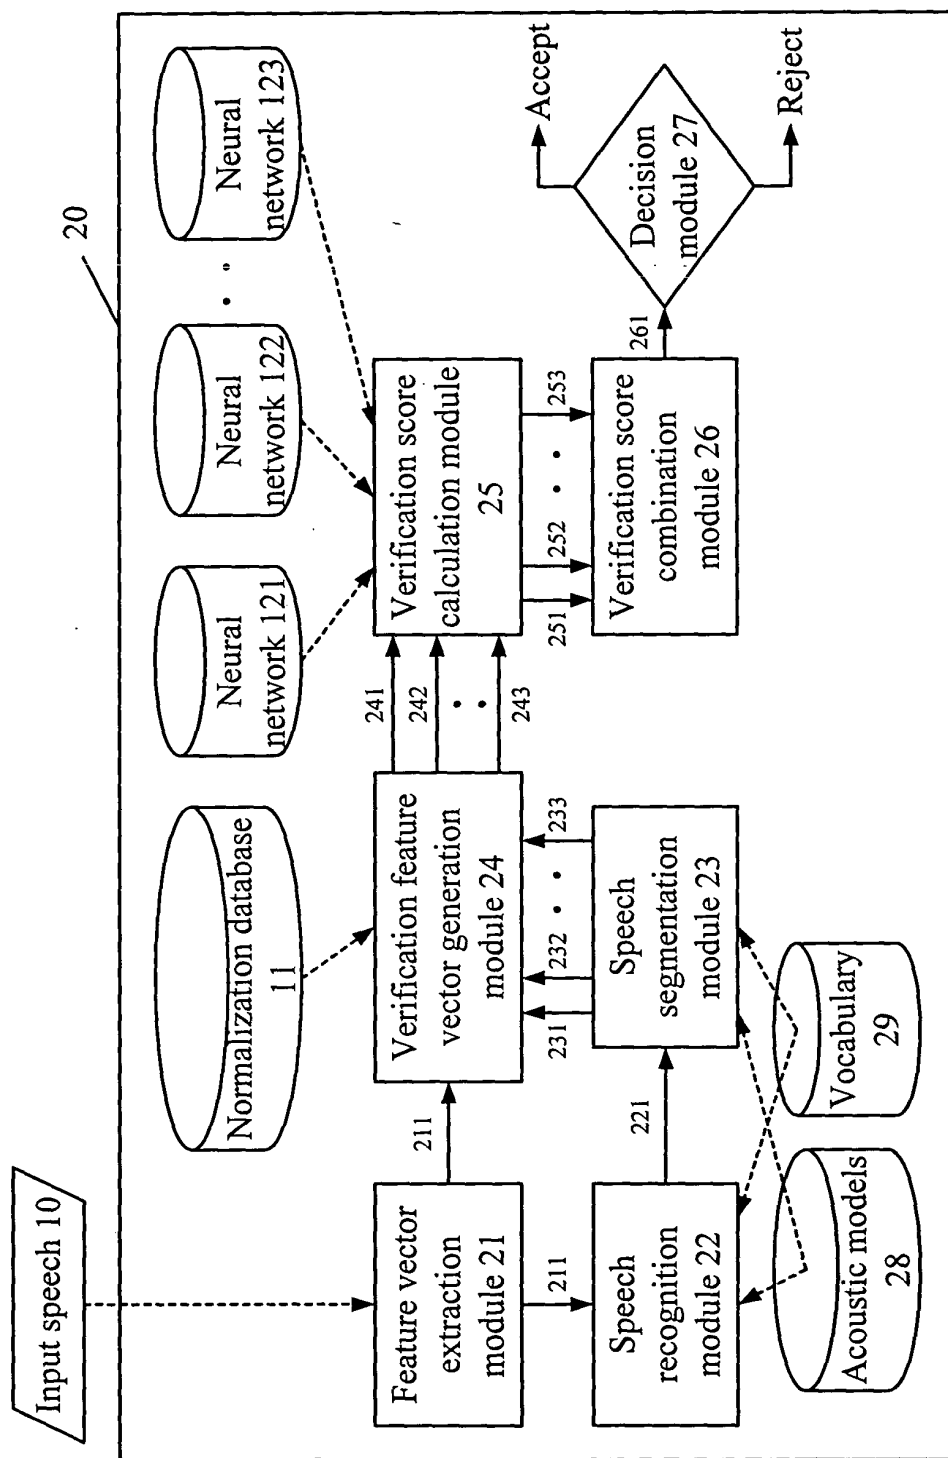 Input speech 10
20
Normalization database
11
Neural
network 121
Neural
network 122
Neural
network 123
Feature vector
extraction
module 21
211
Verification feature
vector generation
module 24
241
242
243
Verification score
calculation module
25
211
231
232
233
251
252
253
Speech
recognition
module 22
221
Speech
segmentation
module 23
Verification score
combination
module 26
261
Decision
module 27
Accept
Reject
Acoustic models
28
Vocabulary
29